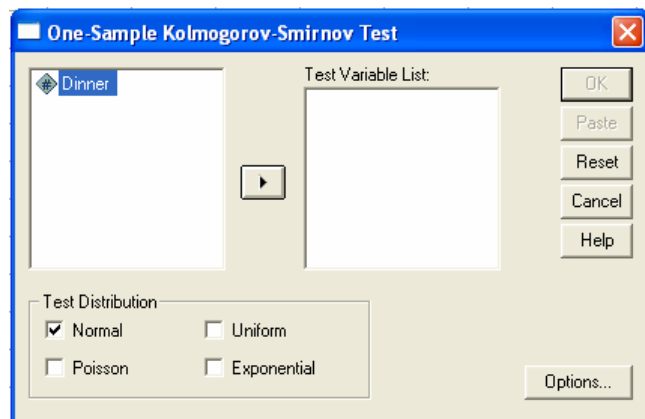 One-Sample Kolmogorov-Smirnov Test
Dinner
Test Variable List:
OK
Paste
Reset
Cancel
Help
Test Distribution
Normal
Uniform
Poisson
Exponential
Options...